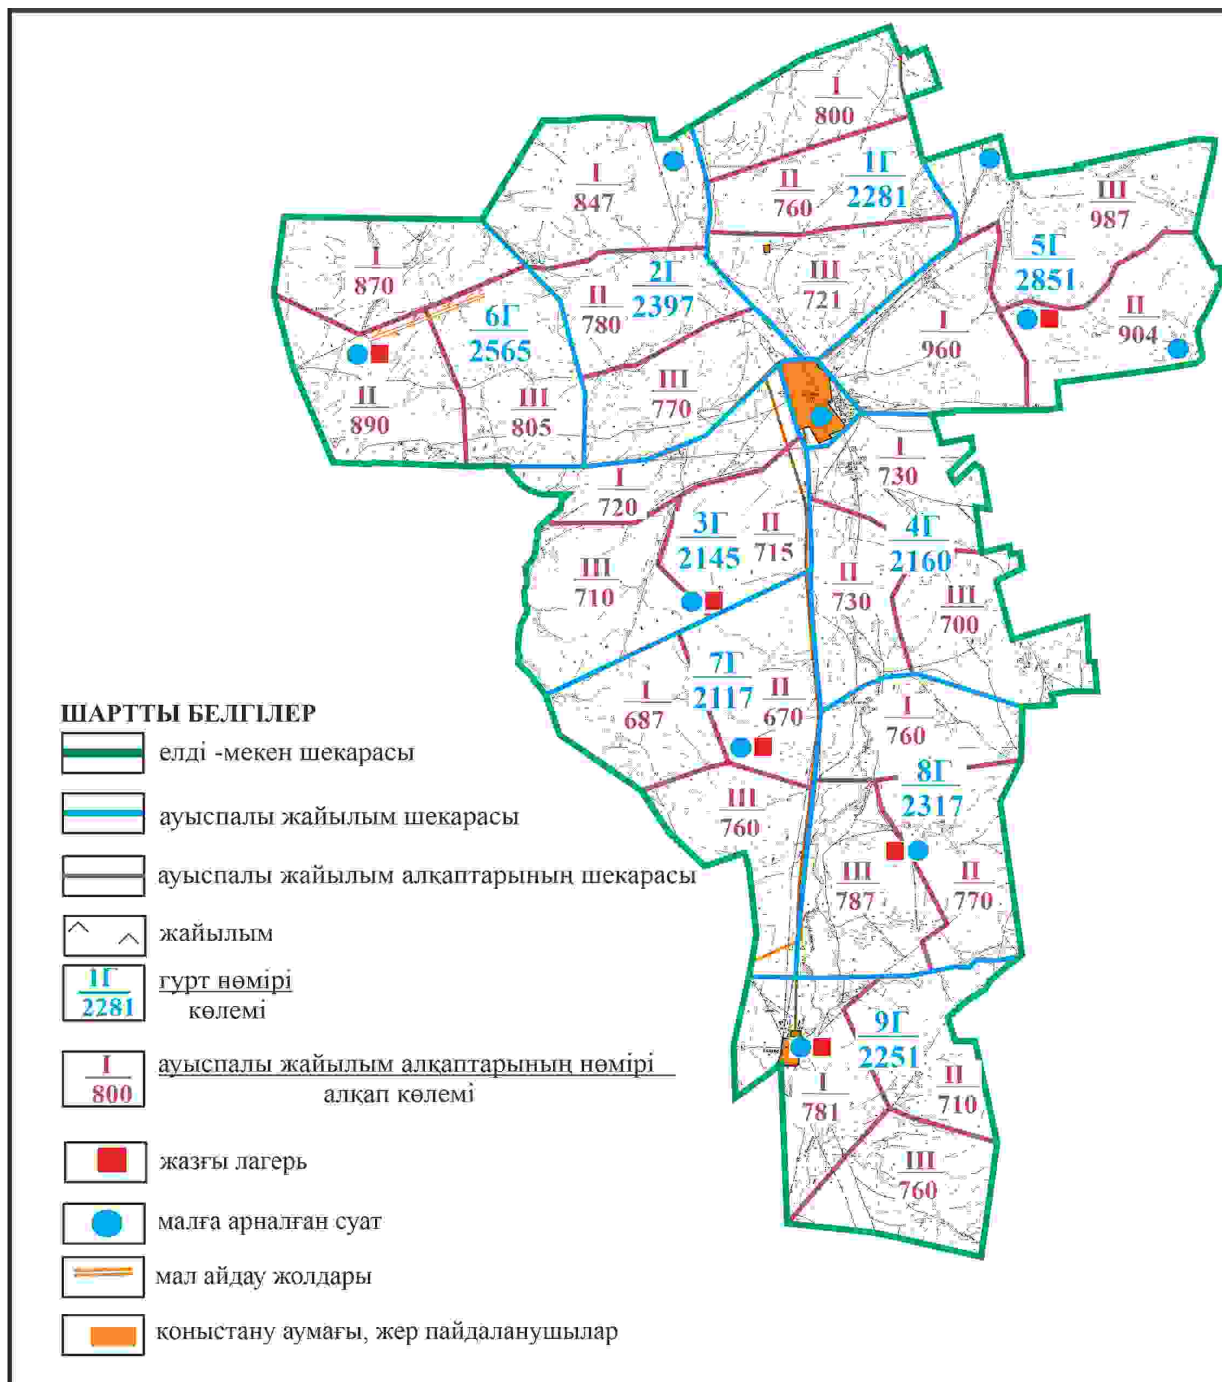 I
800
II
760
1Г
2281
I
847
III
987
5Г
2851
I
870
2Г
2397
II
780
III
721
II
904
6Г
2565
I
960
III
770
II
890
III
805
I
730
I
720
3Г
2145
II
715
4Г
2160
III
710
II
730
III
700
7Г
2117
I
687
II
670
I
760
8Г
2317
III
760
III
787
II
770
9Г
2251
I
781
II
710
III
760
ШАРТТЫ БЕЛГІЛЕР
елді -мекен шекарасы
ауыспалы жайылым шекарасы
ауыспалы жайылым алқаптарының шекарасы
жайылым
1Г
2281
гурт нөмірі
көлемі
I
800
ауыспалы жайылым алқаптарының нөмірі
алқап көлемі
жазғы лагерь
малға арналған суат
мал айдау жолдары
қоныстану аумағы, жер пайдаланушылар